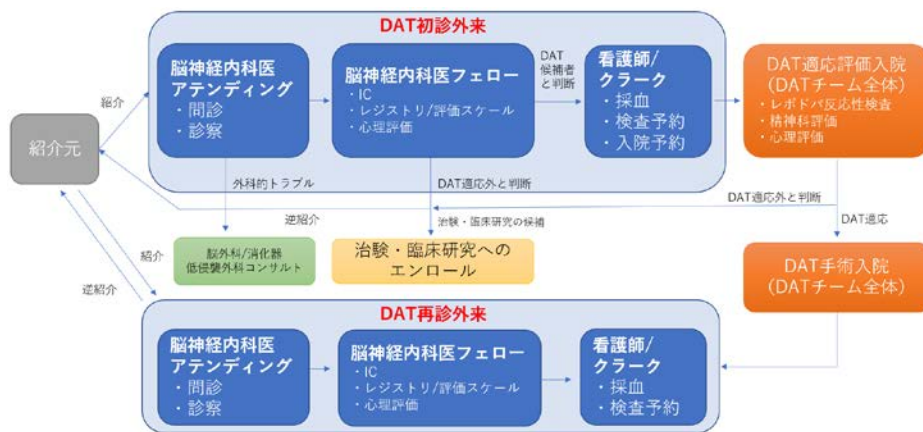 DAT初診外来
脳神経内科医
アテンディング
・問診
・診察
脳神経内科医フェロー
・IC
・レジストリ/評価スケール
・心理評価
DAT
候補者
と判断
看護師/
クラーク
・採血
・検査予約
・入院予約
DAT適応評価入院
(DATチーム全体)
・レボドパ反応性検査
・精神科評価
・心理評価
紹介
紹介元
外科的トラブル
DAT適応外と判断
DAT適応外と判断
逆紹介
治験・臨床研究の候補
DAT適応
紹介
逆紹介
脳外科/消化器
低侵襲外科コンサルト
治験・臨床研究への
エンロール
DAT手術入院
(DATチーム全体)
DAT再診外来
脳神経内科医
アテンディング
・問診
・診察
脳神経内科医フェロー
・IC
・レジストリ/評価スケール
・心理評価
看護師/
クラーク
・採血
・検査予約